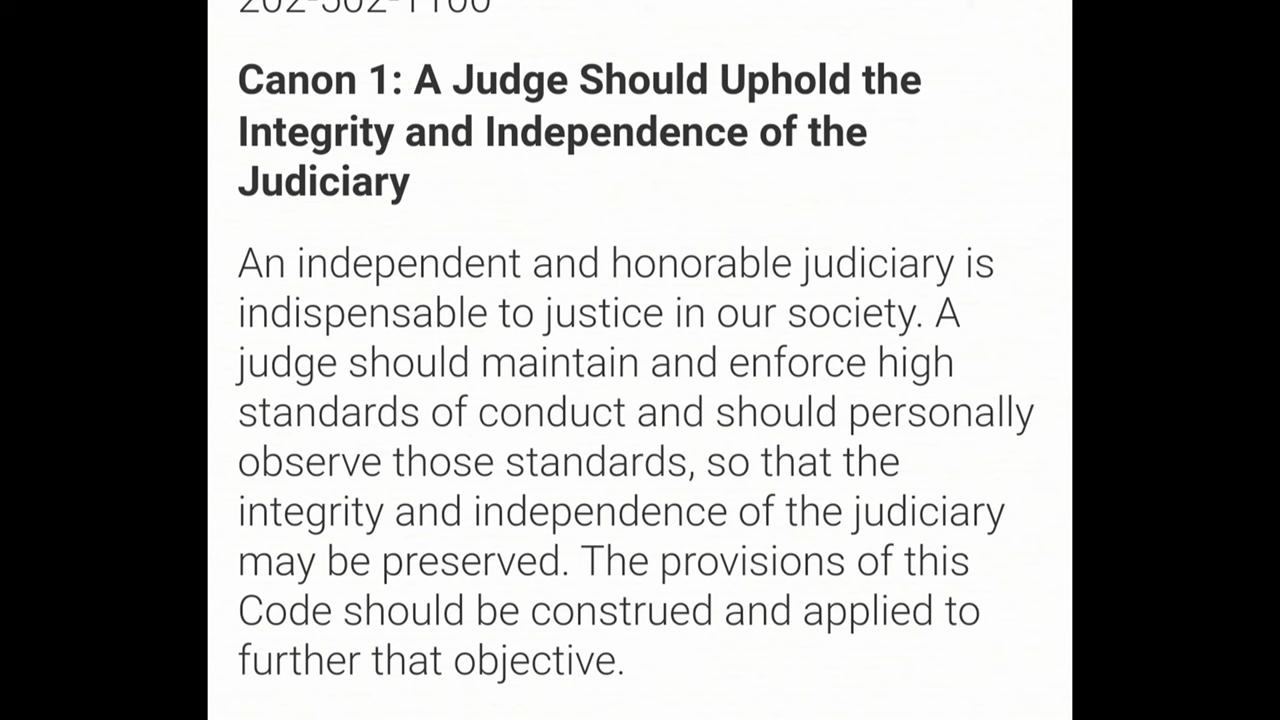 202-502-1100
Canon 1: A Judge Should Uphold the
Integrity and Independence of the
Judiciary
An independent and honorable judiciary is
indispensable to justice in our society. A
judge should maintain and enforce high
standards of conduct and should personally
observe those standards, so that the
integrity and independence of the judiciary
may be preserved. The provisions of this
Code should be construed and applied to
further that objective.